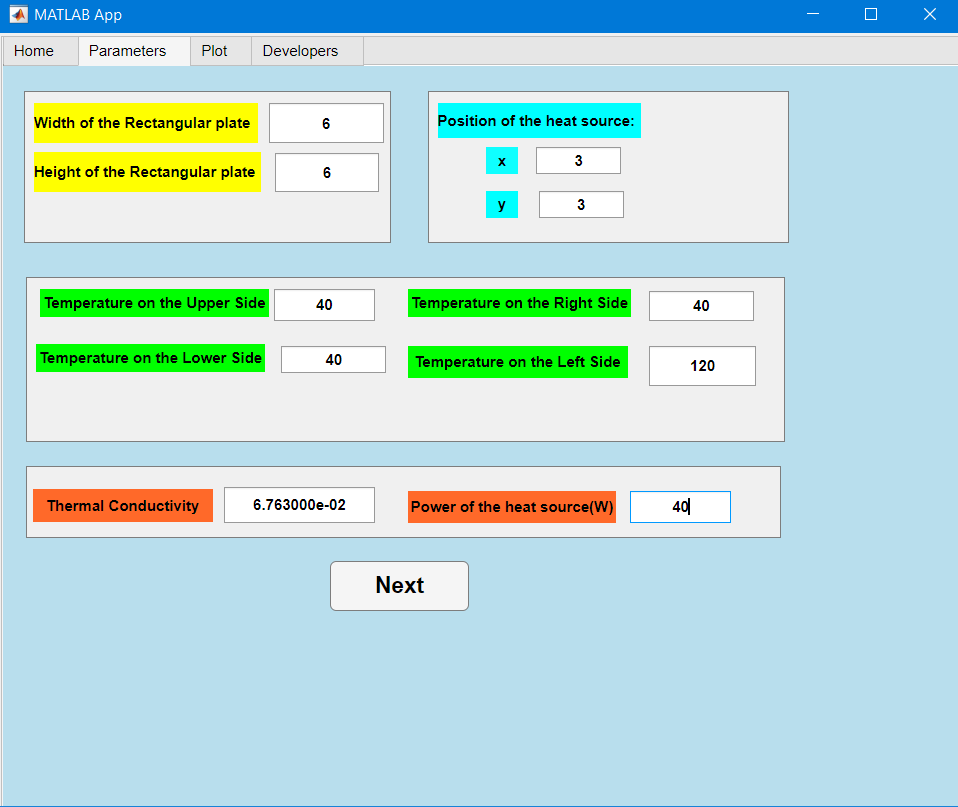 MATLAB App
Home Parameters Plot Developers
Width of the Rectangular plate 6
Height of the Rectangular plate 6
Position of the heat source:
x 3
y 3
Temperature on the Upper Side 40
Temperature on the Right Side 40
Temperature on the Lower Side 40
Temperature on the Left Side 120
Thermal Conductivity 6.763000e-02
Power of the heat source(W) 40
Next